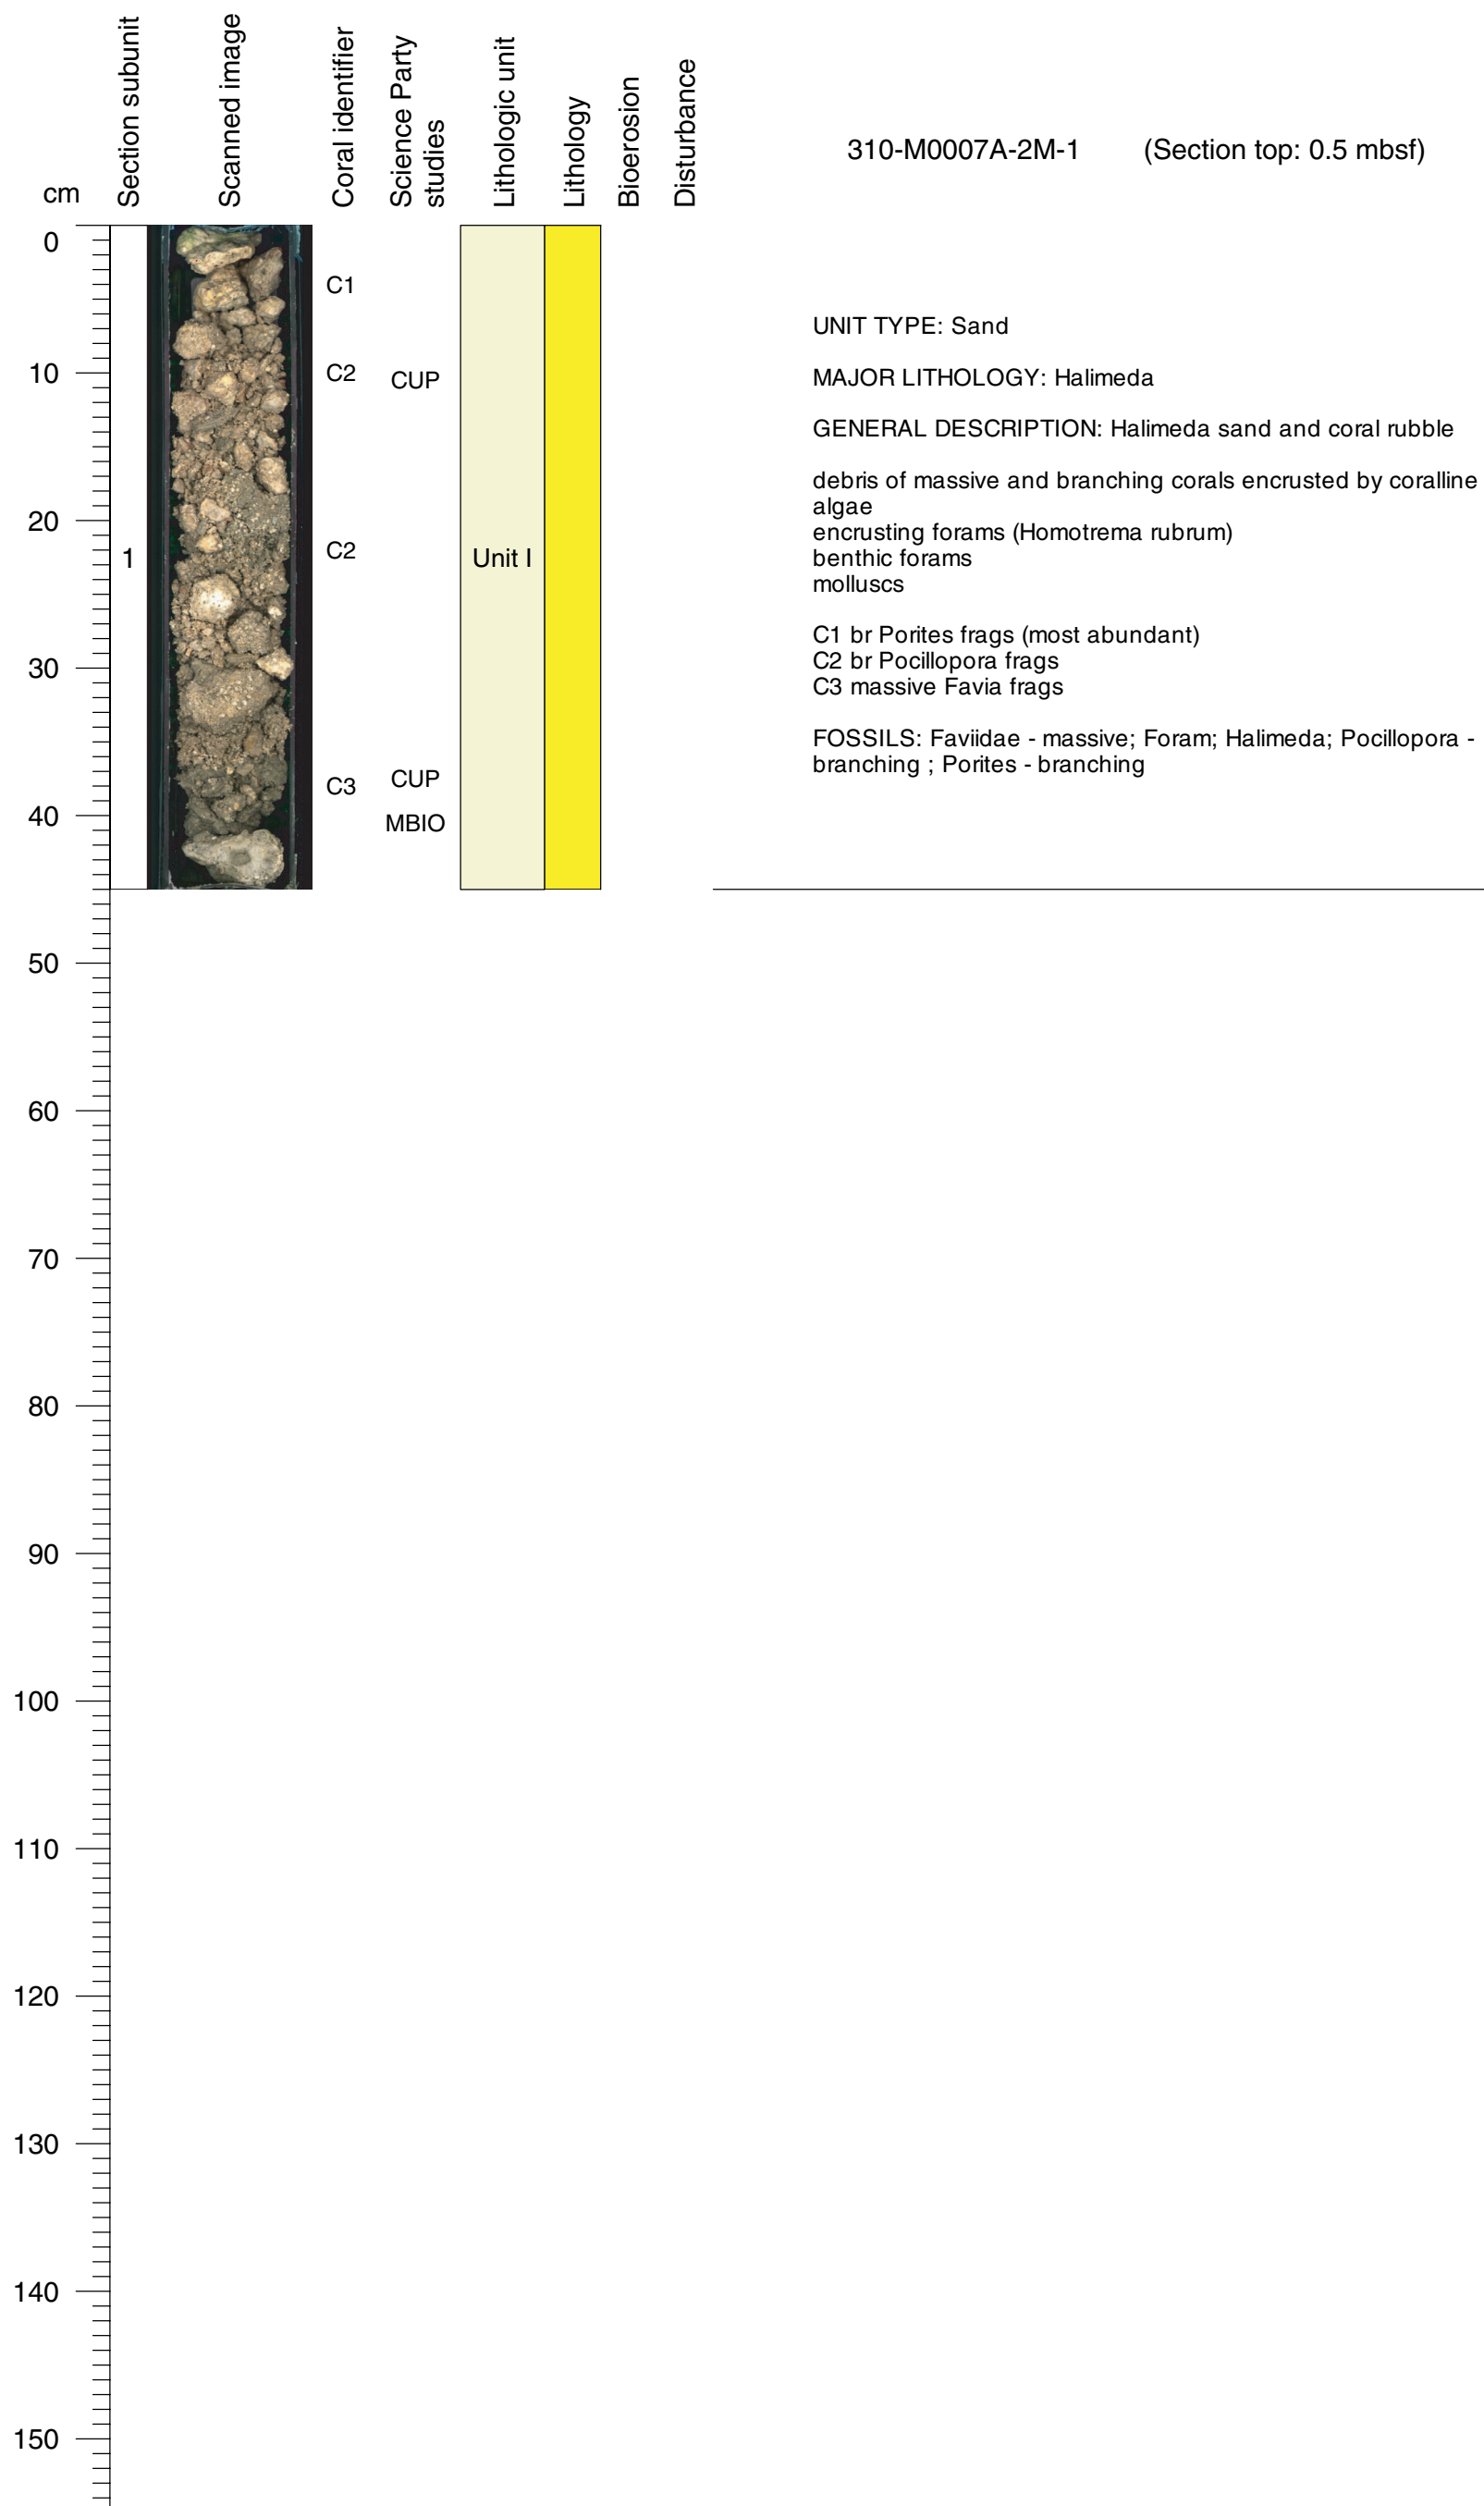 cm
Section subunit
Scanned image
Coral identifier
Science Party
studies
Lithologic unit
Lithology
Bioerosion
Disturbance
310-M0007A-2M-1 (Section top: 0.5 mbsf)
0
10
20
30
40
50
60
70
80
90
100
110
120
130
140
150
1
C1
C2
C2
C3
CUP
CUP
MBIO
Unit I
UNIT TYPE: Sand
MAJOR LITHOLOGY: Halimeda
GENERAL DESCRIPTION: Halimeda sand and coral rubble
debris of massive and branching corals encrusted by coralline
algae
encrusting forams (Homotrema rubrum)
benthic forams
molluscs
C1 br Porites frags (most abundant)
C2 br Pocillopora frags
C3 massive Favia frags
FOSSILS: Faviidae - massive; Foram; Halimeda; Pocillopora -
branching ; Porites - branching